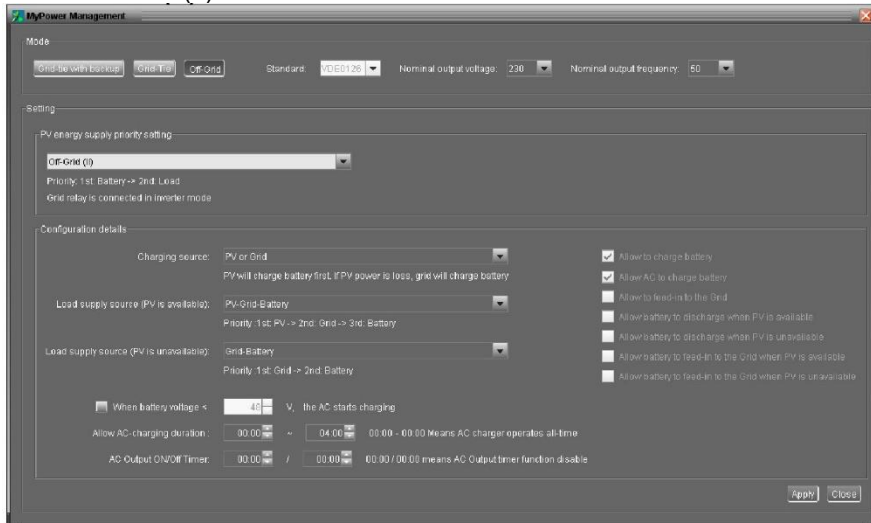 MyPower Management
Mode
Grid-tie with backup Grid-Tie Off-Grid Standard: VDE0126 Nominal output voltage: 230 Nominal output frequency: 50
Setting
PV energy supply priority setting
Off-Grid (II)
Priority: 1st: Battery -> 2nd: Load
Grid relay is connected in inverter mode
Configuration details
Charging source: PV or Grid
PV will charge battery first. If PV power is loss, grid will charge battery
Load supply source (PV is available): PV-Grid-Battery
Priority :1st: PV -> 2nd: Grid -> 3rd: Battery
Load supply source (PV is unavailable): Grid-Battery
Priority :1st: Grid -> 2nd: Battery
Allow to charge battery
Allow AC to charge battery
Allow to feed-in to the Grid
Allow battery to discharge when PV is available
Allow battery to discharge when PV is unavailable
Allow battery to feed-in to the Grid when PV is available
Allow battery to feed-in to the Grid when PV is unavailable
When battery voltage < 48 V, the AC starts charging
Allow AC-charging duration : 00:00 ~ 04:00 00:00 - 00:00 Means AC charger operates all-time
AC Output ON/Off Timer: 00:00 / 00:00 00:00 / 00:00 means AC Output timer function disable
Apply Close